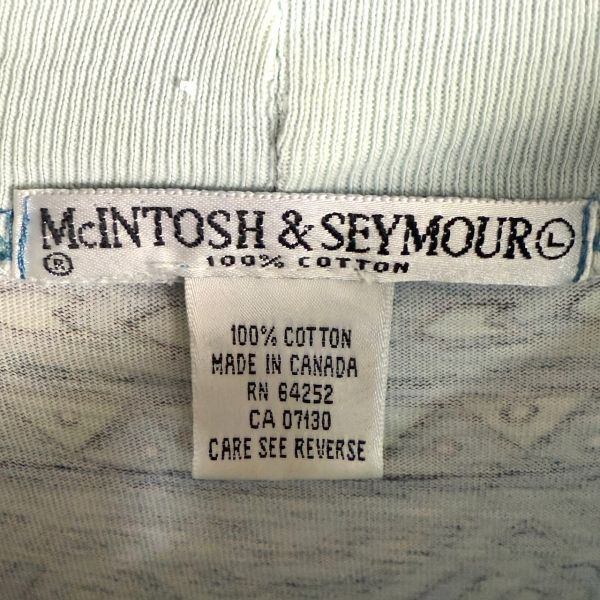 McINTOSH & SEYMOUR Ⓛ
® 100% COTTON
100% COTTON
MADE IN CANADA
RN 64252
CA 07130
CARE SEE REVERSE